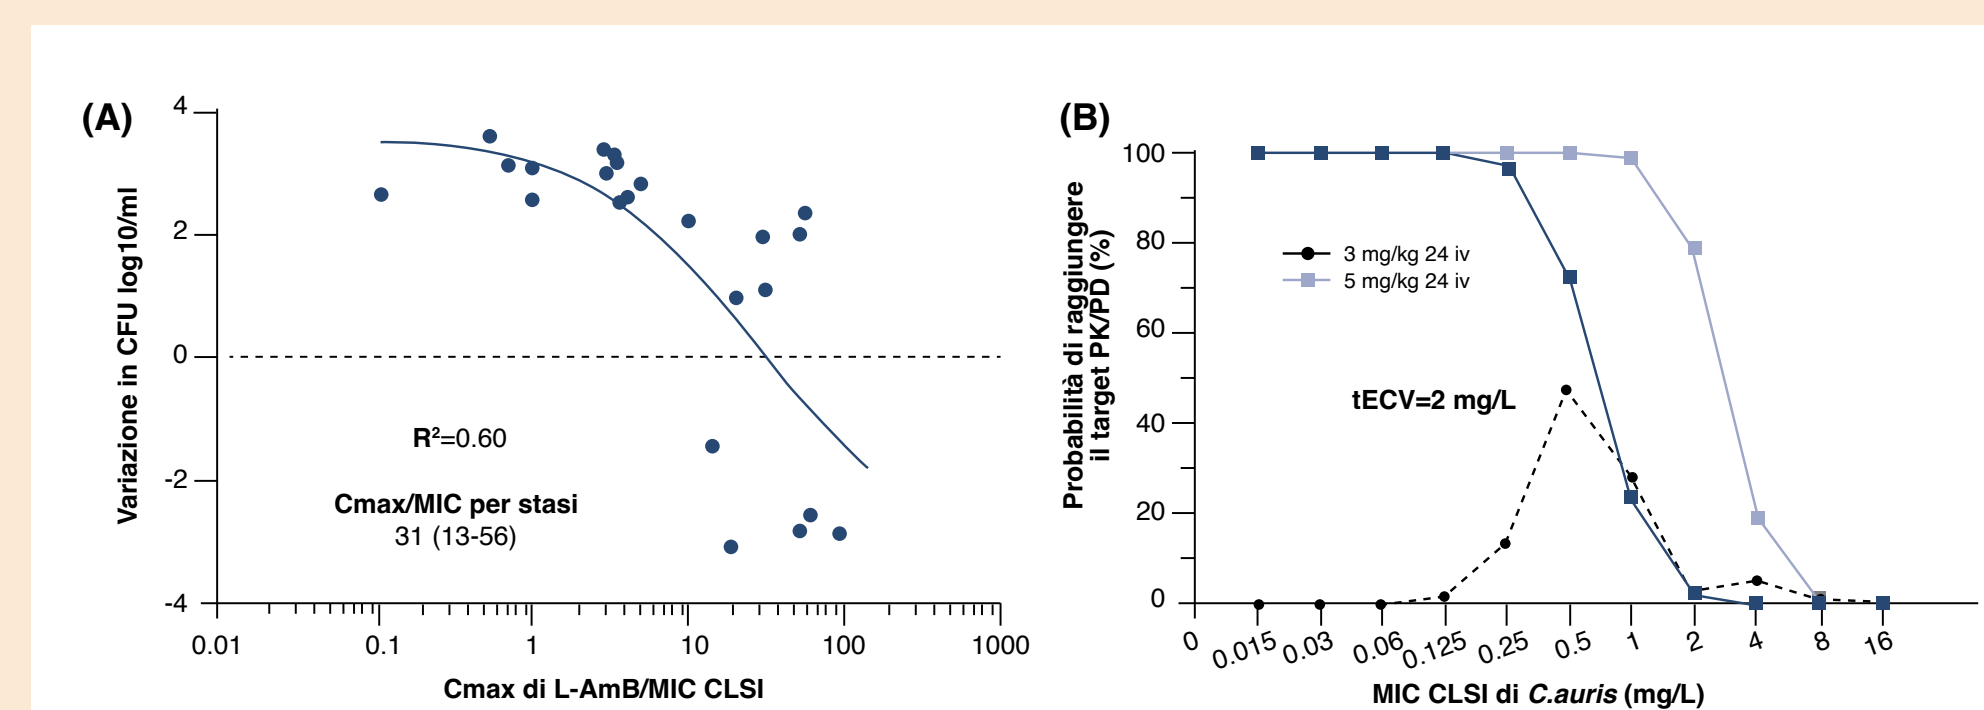 (A)
4
2
0
-2
-4
Variazione in CFU log10/ml
R²=0.60
Cmax/MIC per stasi
31 (13-56)
0.01 0.1 1 10 100 1000
Cmax di L-AmB/MIC CLSI
(B)
100
80
60
40
20
0
Probabilità di raggiungere
il target PK/PD (%)
3 mg/kg 24 iv
5 mg/kg 24 iv
tECV=2 mg/L
0 0.015 0.03 0.06 0.125 0.25 0.5 1 2 4 8 16
MIC CLSI di C.auris (mg/L)